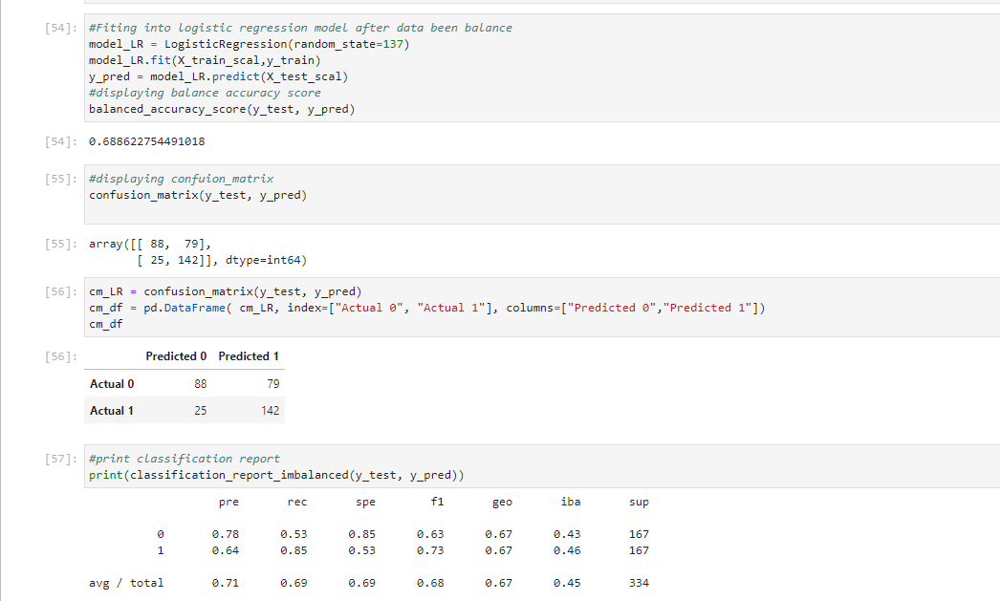 [54]: #Fiting into logistic regression model after data been balance
model_LR = LogisticRegression(random_state=137)
model_LR.fit(X_train_scal,y_train)
y_pred = model_LR.predict(X_test_scal)
#displaying balance accuracy score
balanced_accuracy_score(y_test, y_pred)
[54]: 0.688622754491018
[55]: #displaying confuion_matrix
confusion_matrix(y_test, y_pred)
[55]: array([[ 88,  79],
[ 25, 142]], dtype=int64)
[56]: cm_LR = confusion_matrix(y_test, y_pred)
cm_df = pd.DataFrame( cm_LR, index=["Actual 0", "Actual 1"], columns=["Predicted 0","Predicted 1"])
cm_df
[56]: Predicted 0 Predicted 1
Actual 0 88 79
Actual 1 25 142
[57]: #print classification report
print(classification_report_imbalanced(y_test, y_pred))
pre rec spe f1 geo iba sup
0 0.78 0.53 0.85 0.63 0.67 0.43 167
1 0.64 0.85 0.53 0.73 0.67 0.46 167
avg / total 0.71 0.69 0.69 0.68 0.67 0.45 334